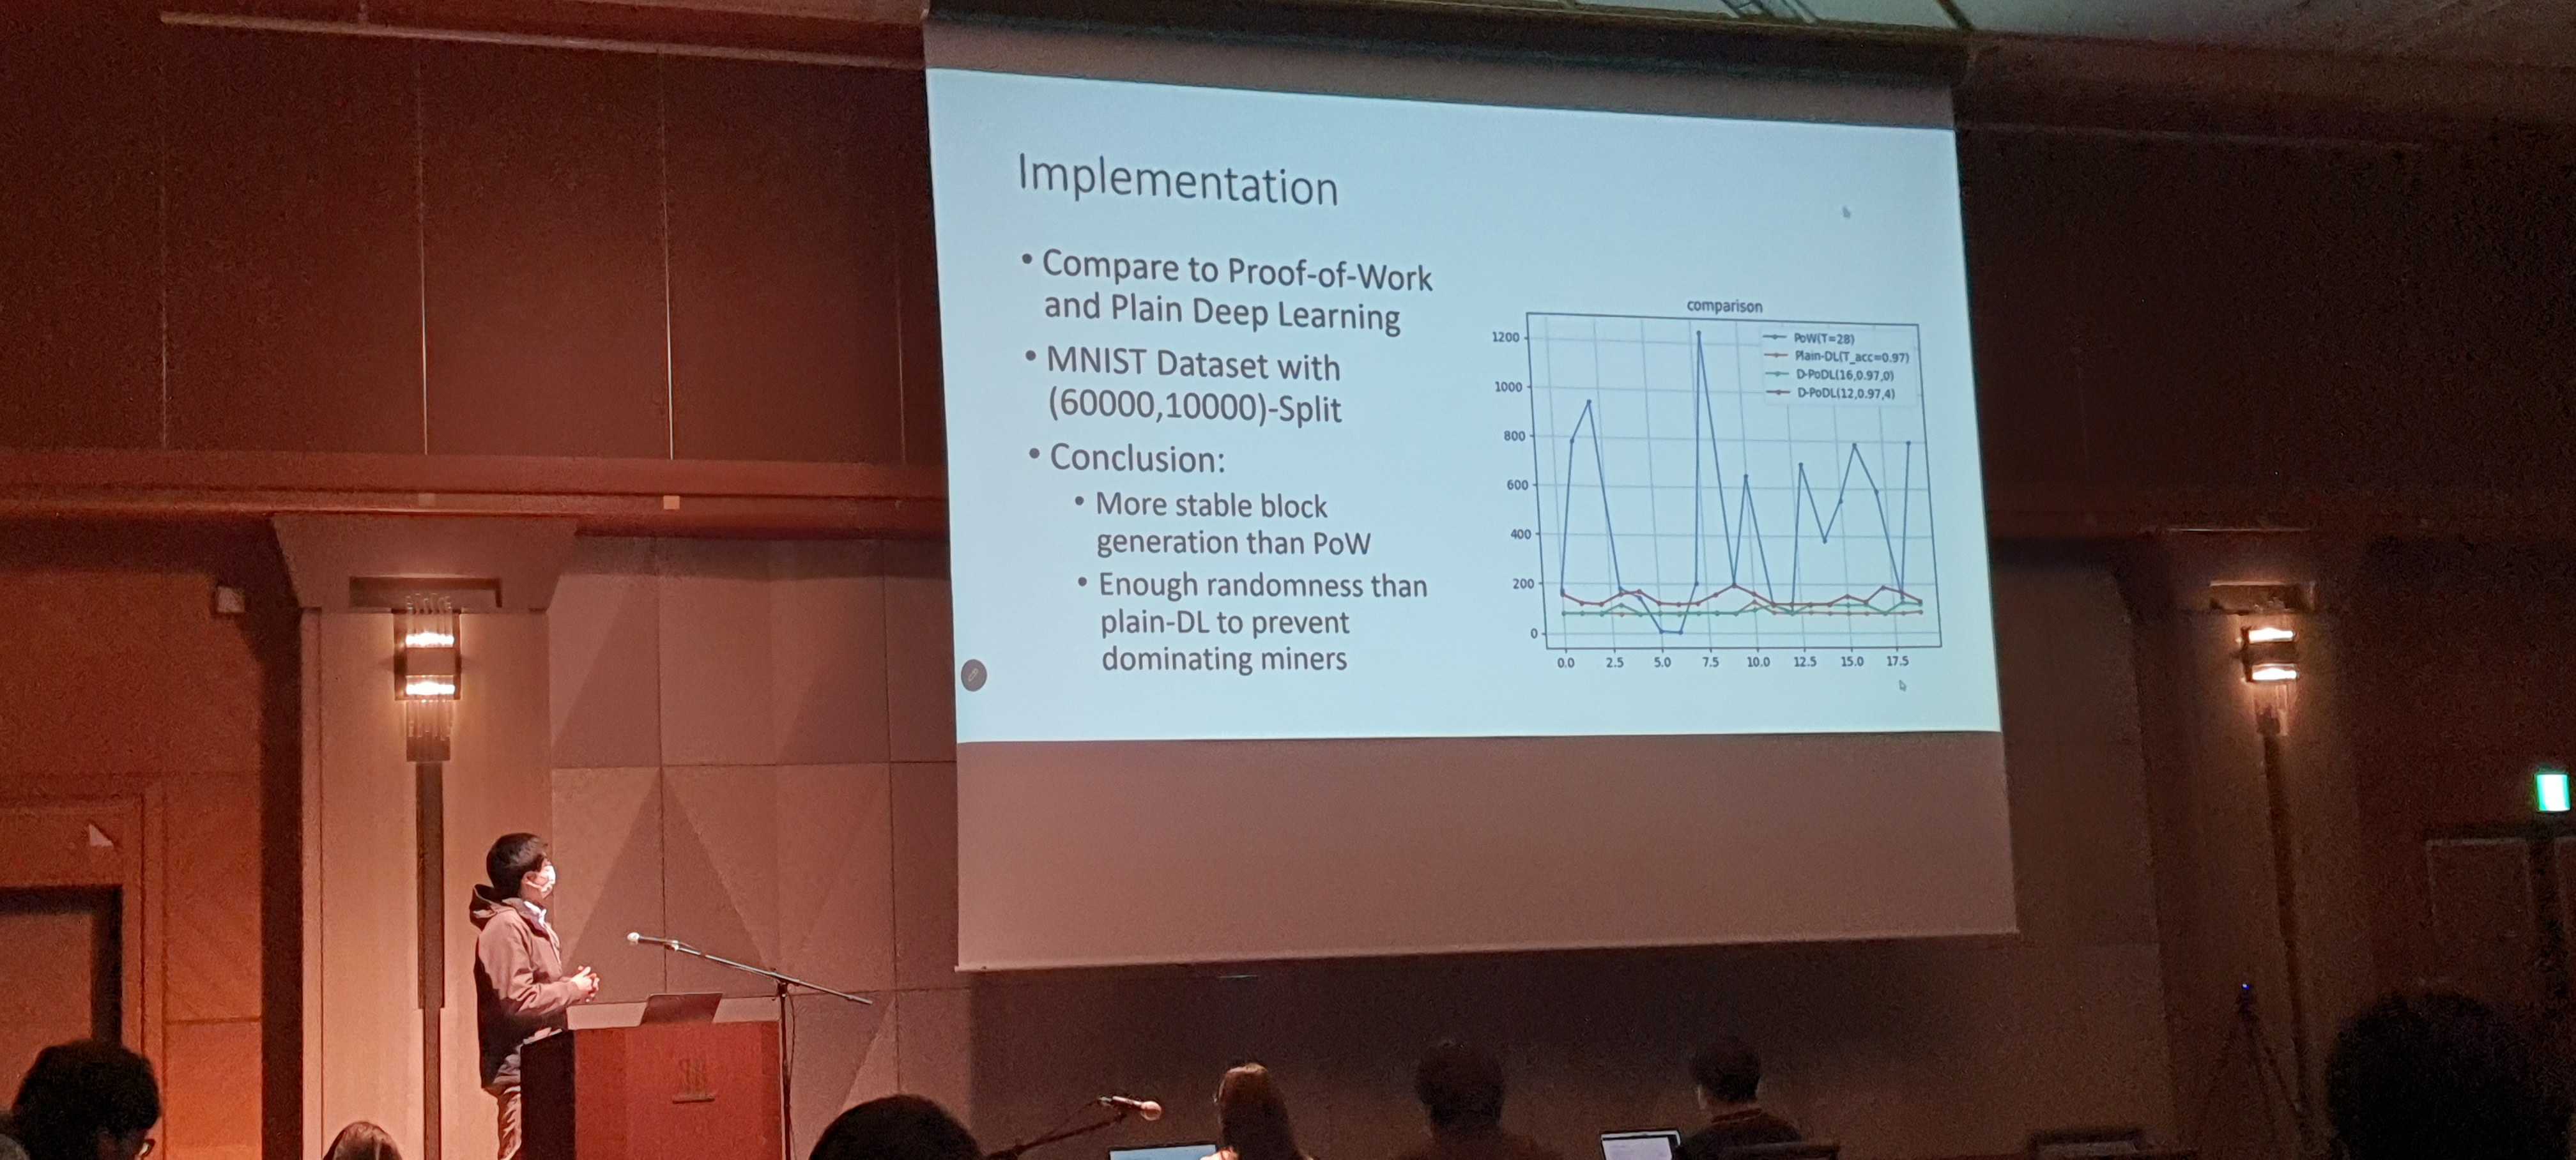 Implementation
• Compare to Proof-of-Work
and Plain Deep Learning
• MNIST Dataset with
(60000,10000)-Split
• Conclusion:
• More stable block
generation than PoW
• Enough randomness than
plain-DL to prevent
dominating miners
comparison
PoW(T=28)
Plain-DL(T_acc=0.97)
D-PoDL(16,0.97,0)
D-PoDL(12,0.97,4)
1200
1000
800
600
400
200
0
0.0 2.5 5.0 7.5 10.0 12.5 15.0 17.5